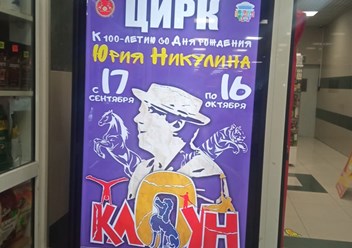 ЦИРК
К 100-ЛЕТИЮ СО ДНЯ РОЖДЕНИЯ
ЮРИЯ НИКУЛИНА
С 17 СЕНТЯБРЯ
ПО 16 ОКТЯБРЯ
КЛОУН